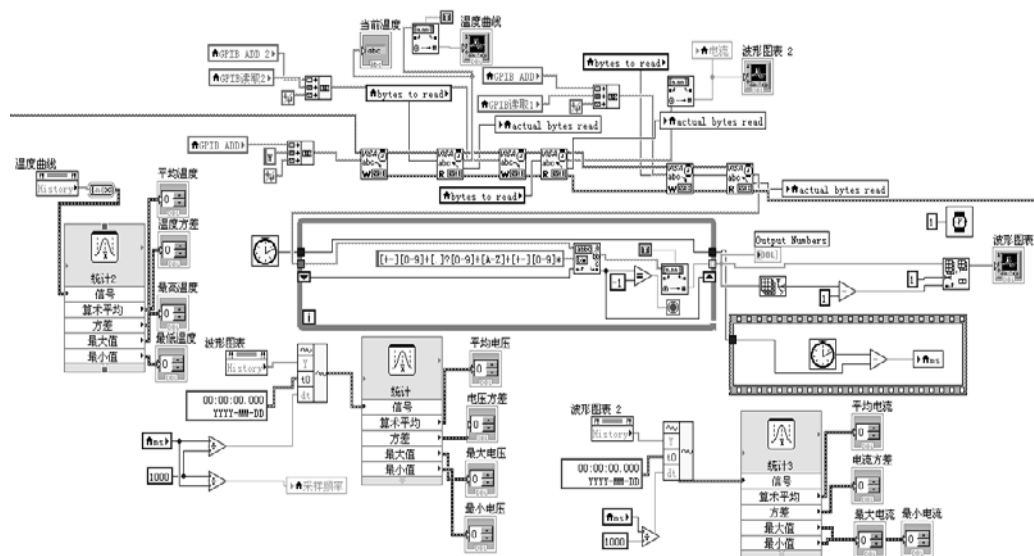 当前温度
温度曲线
GPIB ADD 2
GPIB读取2
bytes to read
GPIB ADD
GPIB读取1
bytes to read
电流
波形图表 2
actual bytes read
actual bytes read
GPIB ADD
bytes to read
actual bytes read
温度曲线
History
平均温度
温度方差
最高温度
最低温度
统计2
信号
算术平均
方差
最大值
最小值
[+-][0-9]+[.]?[0-9]+[A-Z]+[+-][0-9]*
-1
i
Output Numbers
1
1
1
波形图表
ms
波形图表
History
Y
t0
dt
00:00:00.000
YYYY-MM-DD
ms
1000
采样频率
统计
信号
算术平均
方差
最大值
最小值
平均电压
电压方差
最大电压
最小电压
波形图表 2
History
Y
t0
dt
00:00:00.000
YYYY-MM-DD
ms
1000
统计3
信号
算术平均
方差
最大值
最小值
平均电流
电流方差
最大电流
最小电流